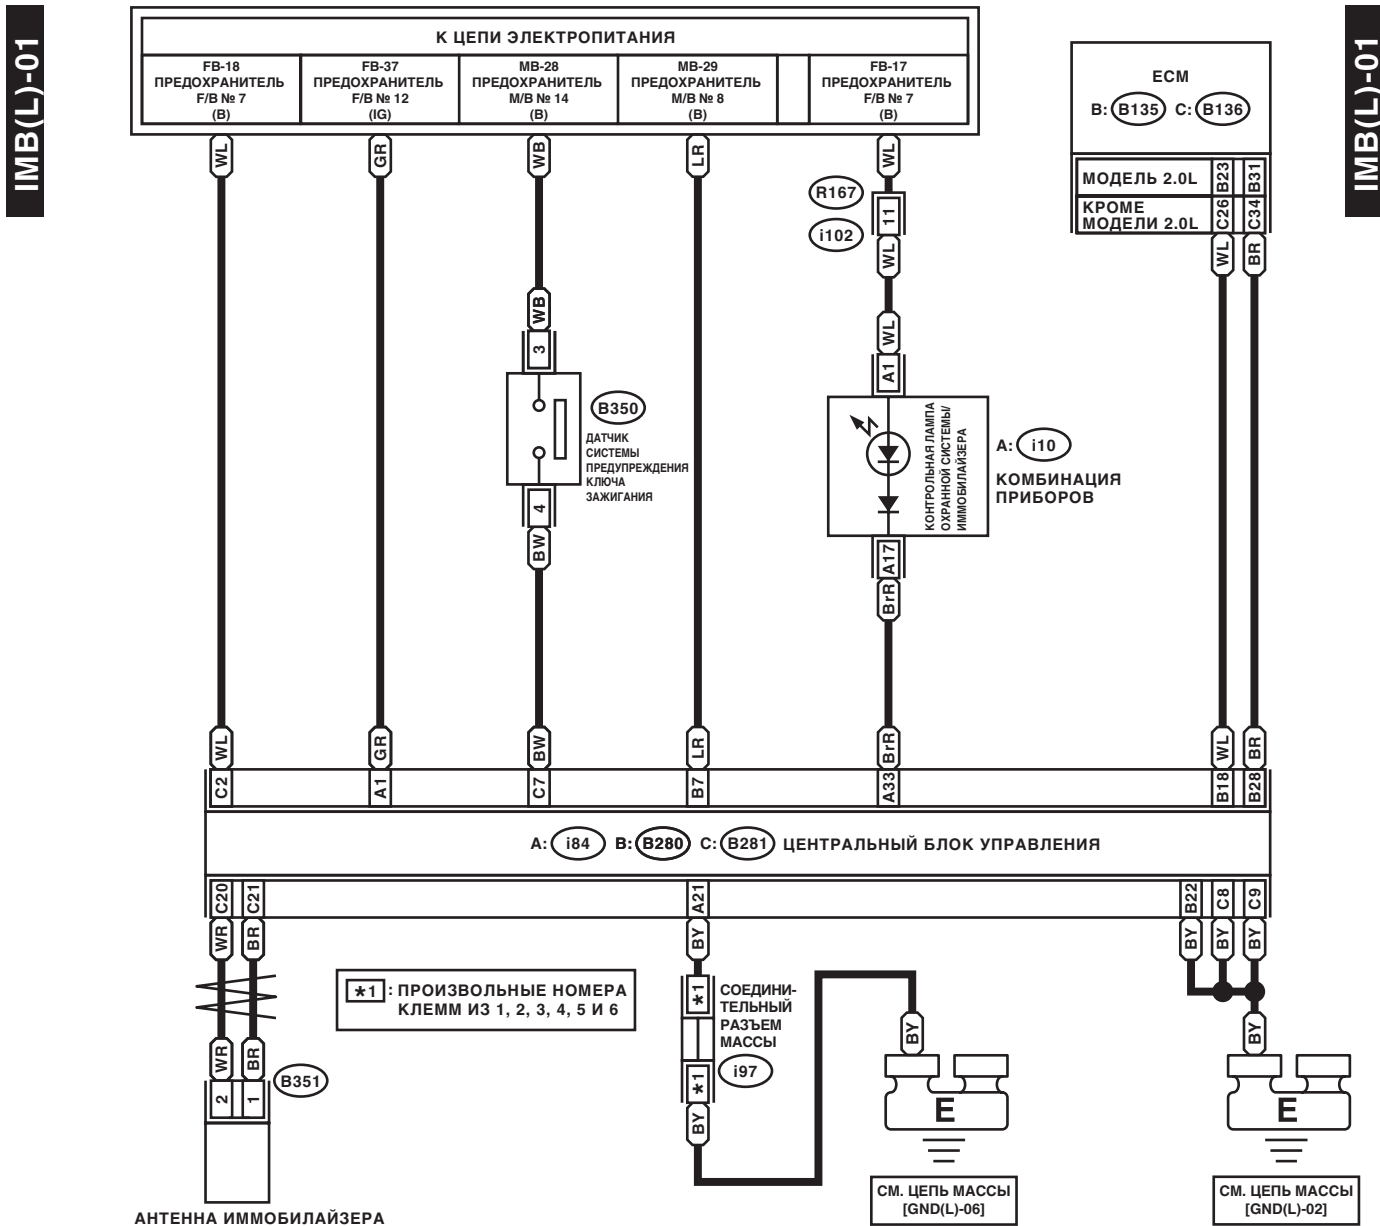 IMB(L)-01
IMB(L)-01
К ЦЕПИ ЭЛЕКТРОПИТАНИЯ
FB-18
ПРЕДОХРАНИТЕЛЬ
F/B № 7
(B)
FB-37
ПРЕДОХРАНИТЕЛЬ
F/B № 12
(IG)
MB-28
ПРЕДОХРАНИТЕЛЬ
M/B № 14
(B)
MB-29
ПРЕДОХРАНИТЕЛЬ
M/B № 8
(B)
FB-17
ПРЕДОХРАНИТЕЛЬ
F/B № 7
(B)
ECM
B: B135 C: B136
МОДЕЛЬ 2.0L
B23
B31
КРОМЕ
МОДЕЛИ 2.0L
C26
C34
WL
GR
WB
LR
WL
R167
11
i102
WL
WL
BR
WB
3
WL
A1
B350
ДАТЧИК
СИСТЕМЫ
ПРЕДУПРЕЖДЕНИЯ
КЛЮЧА
ЗАЖИГАНИЯ
4
BW
КОНТРОЛЬНАЯ ЛАМПА
ОХРАННОЙ СИСТЕМЫ/
ИММОБИЛАЙЗЕРА
A: i10
КОМБИНАЦИЯ
ПРИБОРОВ
A17
BrR
WL
GR
BW
LR
BrR
WL
BR
C2
A1
C7
B7
A33
B18
B28
A: i84 B: B280 C: B281 ЦЕНТРАЛЬНЫЙ БЛОК УПРАВЛЕНИЯ
C20
C21
A21
B22
C8
C9
WR
BR
BY
BY
BY
BY
*1 : ПРОИЗВОЛЬНЫЕ НОМЕРА
КЛЕММ ИЗ 1, 2, 3, 4, 5 И 6
*1
СОЕДИНИ-
ТЕЛЬНЫЙ
РАЗЪЕМ
МАССЫ
i97
*1
BY
BY
BY
WR
BR
2
1
B351
E
E
СМ. ЦЕПЬ МАССЫ
[GND(L)-06]
СМ. ЦЕПЬ МАССЫ
[GND(L)-02]
АНТЕННА ИММОБИЛАЙЗЕРА